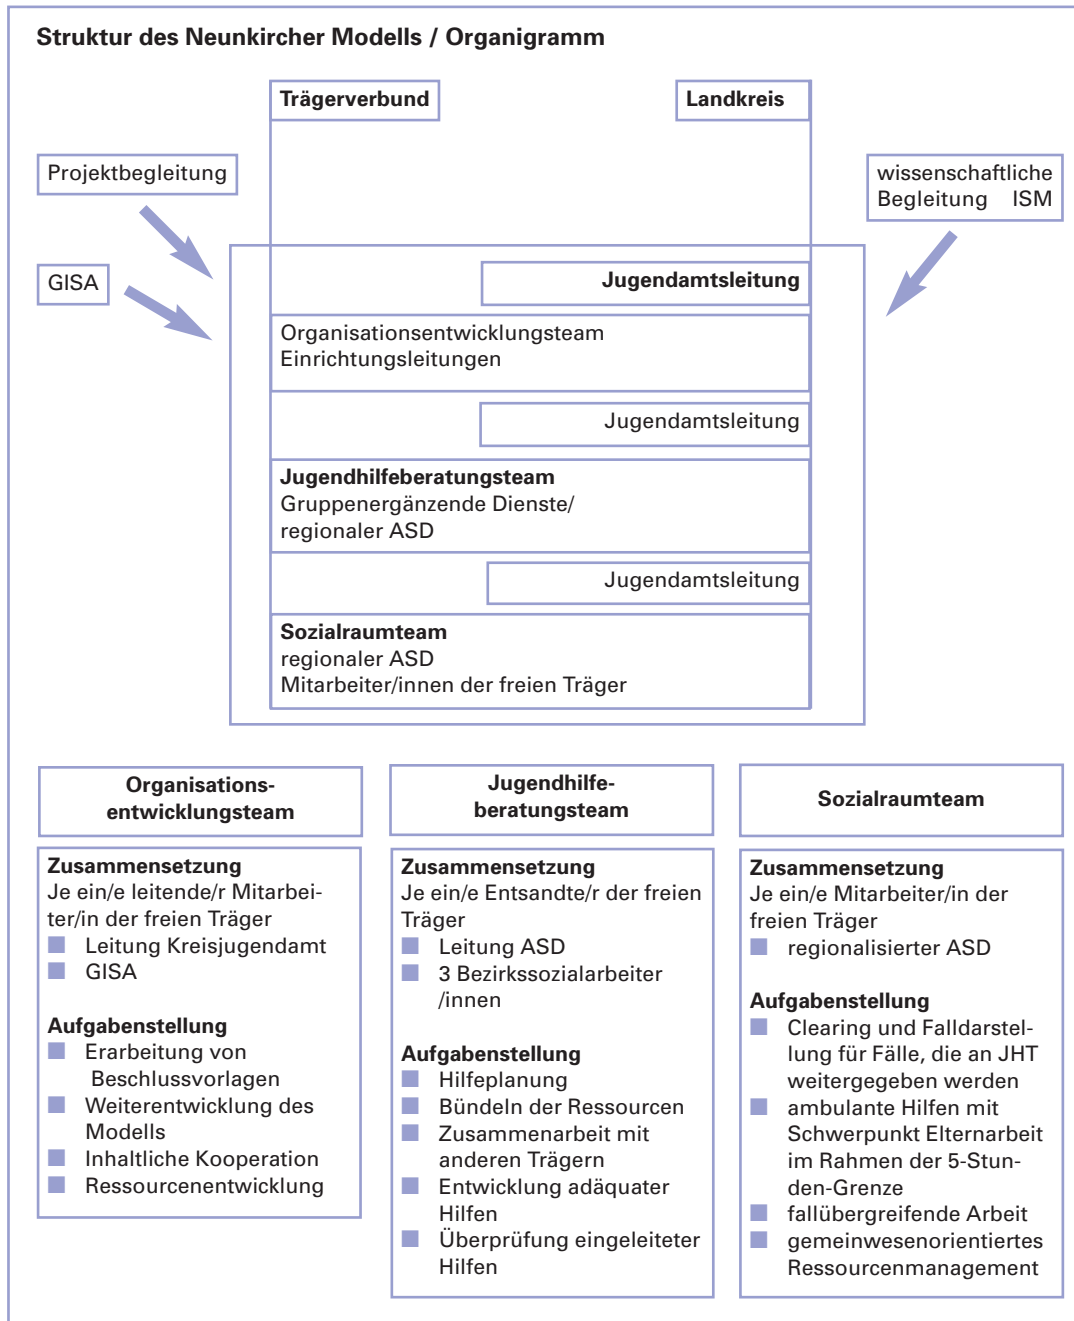 Struktur des Neunkircher Modells / Organigramm
Trägerverbund
Landkreis
Projektbegleitung
wissenschaftliche
Begleitung ISM
GISA
Jugendamtsleitung
Organisationsentwicklungsteam
Einrichtungsleitungen
Jugendamtsleitung
Jugendhilfeberatungsteam
Gruppenergänzende Dienste/
regionaler ASD
Jugendamtsleitung
Sozialraumteam
regionaler ASD
Mitarbeiter/innen der freien Träger
Organisations-
entwicklungsteam
Zusammensetzung
Je ein/e leitende/r Mitarbei-
ter/in der freien Träger
Leitung Kreisjugendamt
GISA
Aufgabenstellung
Erarbeitung von
Beschlussvorlagen
Weiterentwicklung des
Modells
Inhaltliche Kooperation
Ressourcenentwicklung
Jugendhilfe-
beratungsteam
Zusammensetzung
Je ein/e Entsandte/r der freien
Träger
Leitung ASD
3 Bezirkssozialarbeiter
/innen
Aufgabenstellung
Hilfeplanung
Bündeln der Ressourcen
Zusammenarbeit mit
anderen Trägern
Entwicklung adäquater
Hilfen
Überprüfung eingeleiteter
Hilfen
Sozialraumteam
Zusammensetzung
Je ein/e Mitarbeiter/in der
freien Träger
regionalisierter ASD
Aufgabenstellung
Clearing und Falldarstel-
lung für Fälle, die an JHT
weitergegeben werden
ambulante Hilfen mit
Schwerpunkt Elternarbeit
im Rahmen der 5-Stun-
den-Grenze
fallübergreifende Arbeit
gemeinwesenorientiertes
Ressourcenmanagement